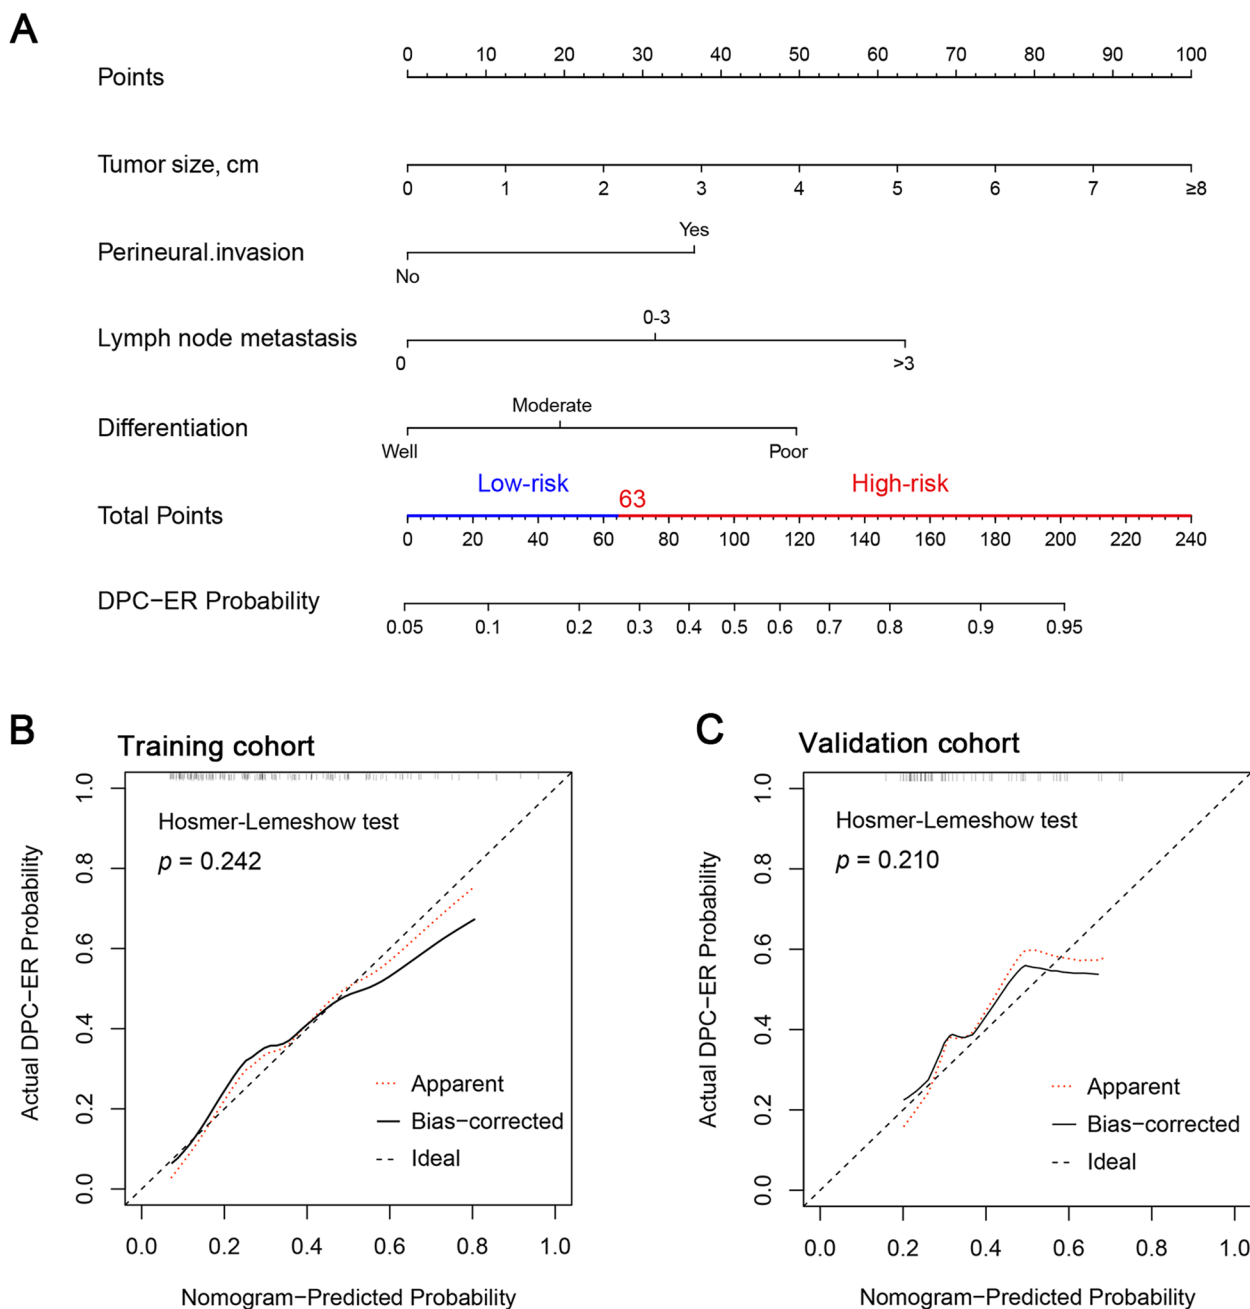 A
Points
0 10 20 30 40 50 60 70 80 90 100
Tumor size, cm
0 1 2 3 4 5 6 7 ≥8
Perineural.invasion
Yes
No
Lymph node metastasis
0-3
0 >3
Differentiation
Moderate
Well Poor
Low-risk 63 High-risk
Total Points
0 20 40 60 80 100 120 140 160 180 200 220 240
DPC-ER Probability
0.05 0.1 0.2 0.3 0.4 0.5 0.6 0.7 0.8 0.9 0.95
B
Training cohort
Hosmer-Lemeshow test
p = 0.242
Actual DPC-ER Probability
1.0
0.8
0.6
0.4
0.2
0.0
Apparent
Bias-corrected
Ideal
0.0 0.2 0.4 0.6 0.8 1.0
Nomogram-Predicted Probability
C
Validation cohort
Hosmer-Lemeshow test
p = 0.210
Actual DPC-ER Probability
1.0
0.8
0.6
0.4
0.2
0.0
Apparent
Bias-corrected
Ideal
0.0 0.2 0.4 0.6 0.8 1.0
Nomogram-Predicted Probability